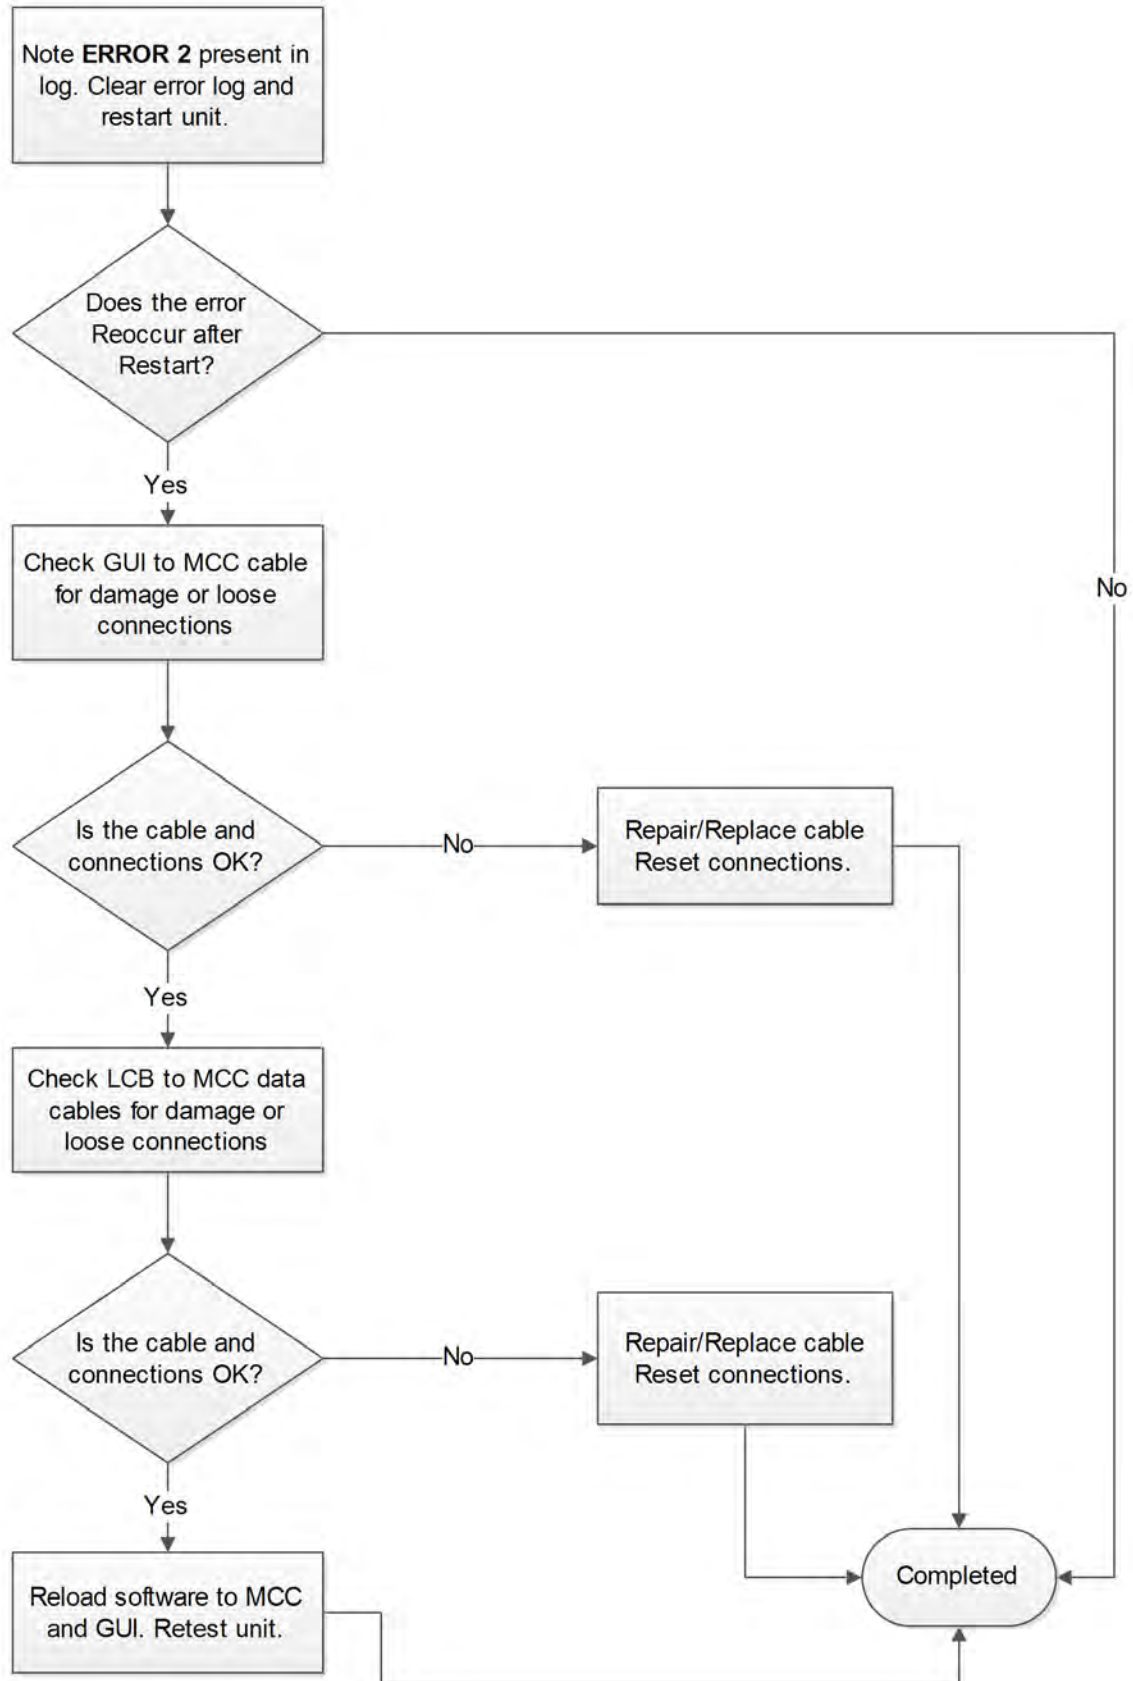 Note ERROR 2 present in
log. Clear error log and
restart unit.
Does the error
Reoccur after
Restart?
Yes
No
Check GUI to MCC cable
for damage or loose
connections
Is the cable and
connections OK?
No
Repair/Replace cable
Reset connections.
Yes
Check LCB to MCC data
cables for damage or
loose connections
Is the cable and
connections OK?
No
Repair/Replace cable
Reset connections.
Yes
Completed
Reload software to MCC
and GUI. Retest unit.